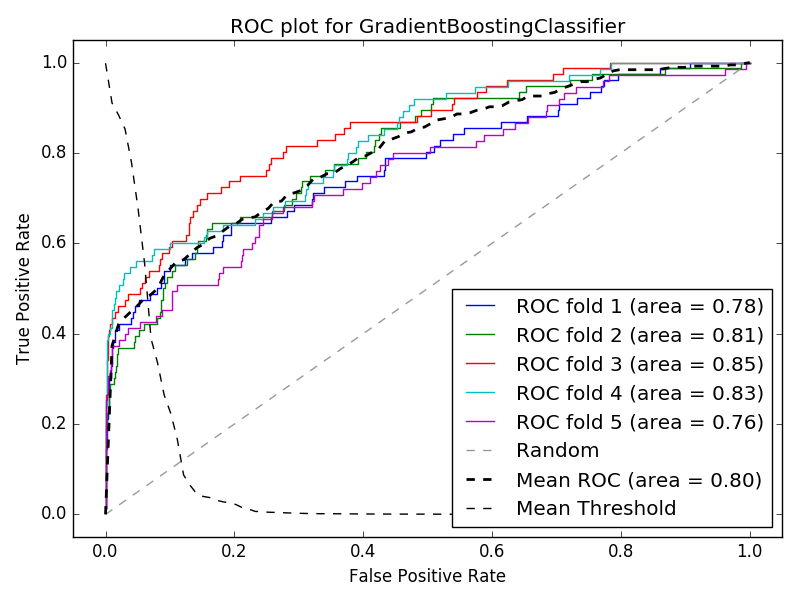 ROC plot for GradientBoostingClassifier
True Positive Rate
1.0
0.8
0.6
0.4
0.2
0.0
ROC fold 1 (area = 0.78)
ROC fold 2 (area = 0.81)
ROC fold 3 (area = 0.85)
ROC fold 4 (area = 0.83)
ROC fold 5 (area = 0.76)
Random
Mean ROC (area = 0.80)
Mean Threshold
0.0 0.2 0.4 0.6 0.8 1.0
False Positive Rate